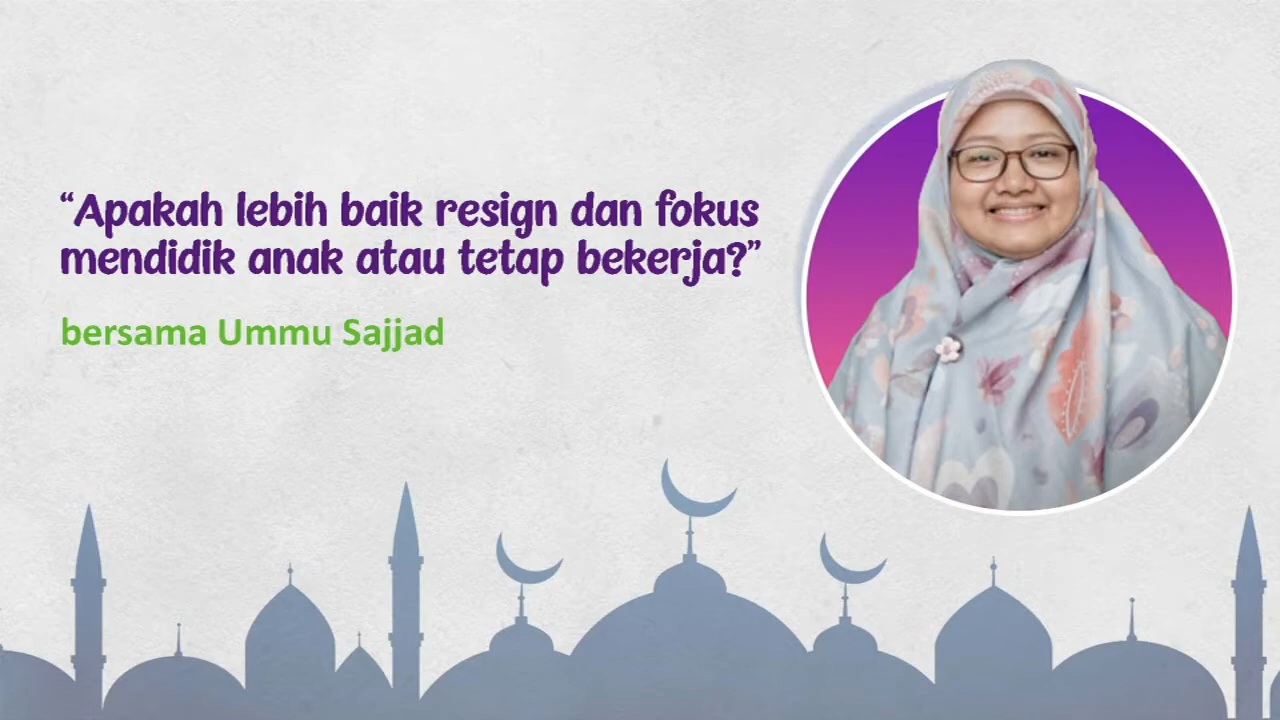 “Apakah lebih baik resign dan fokus
mendidik anak atau tetap bekerja?”
bersama Ummu Sajjad